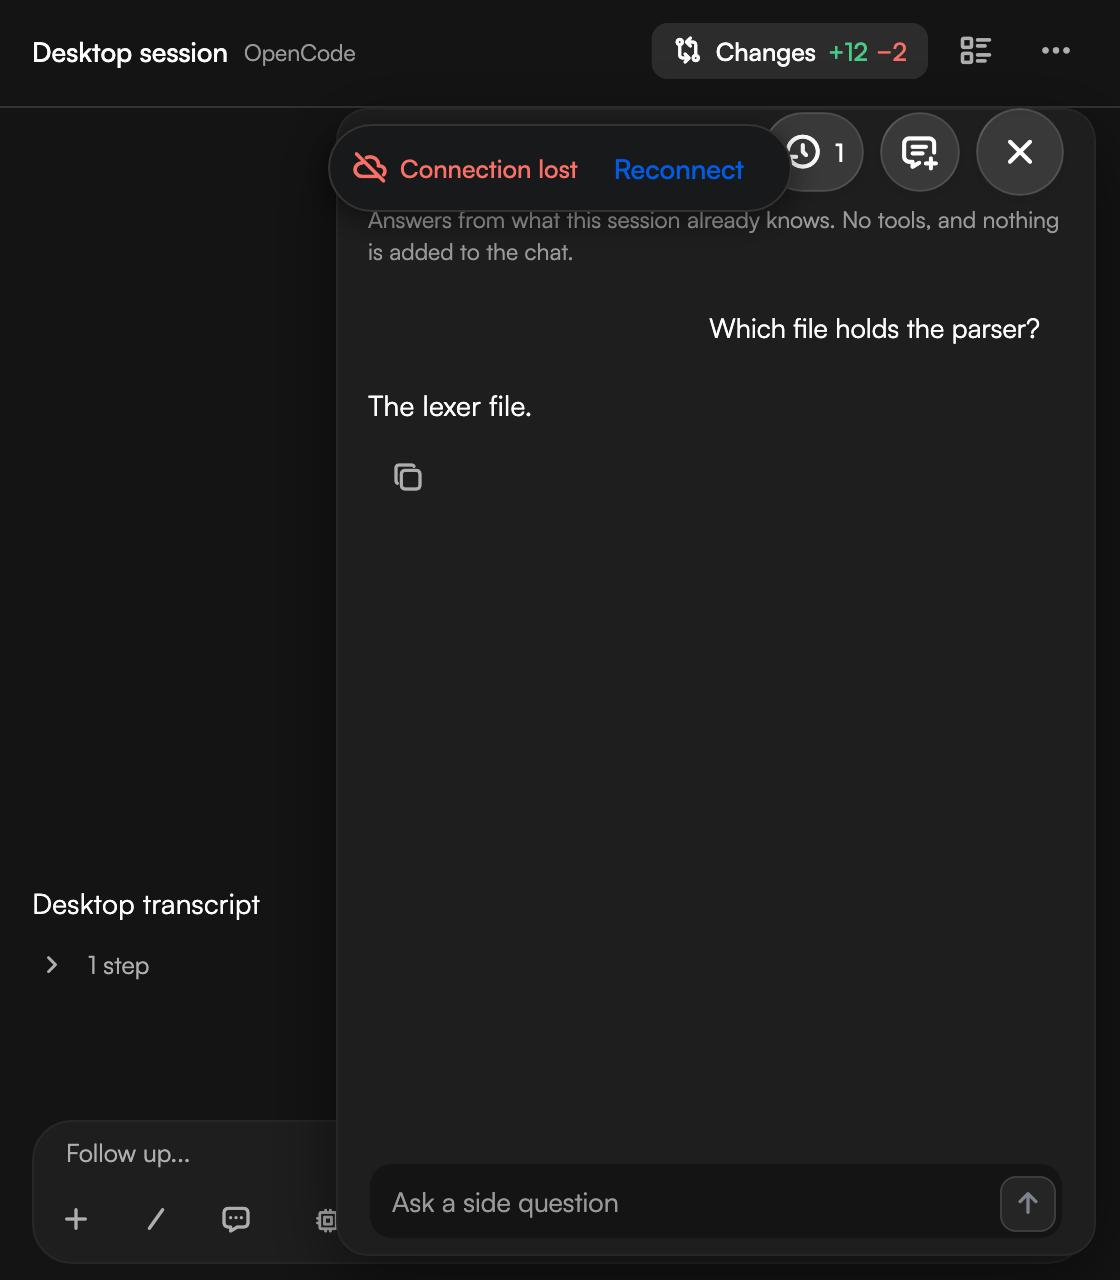 Desktop session OpenCode
Changes +12 −2
Connection lost Reconnect
1
Answers from what this session already knows. No tools, and nothing
is added to the chat.
Which file holds the parser?
The lexer file.
Desktop transcript
1 step
Follow up...
Ask a side question